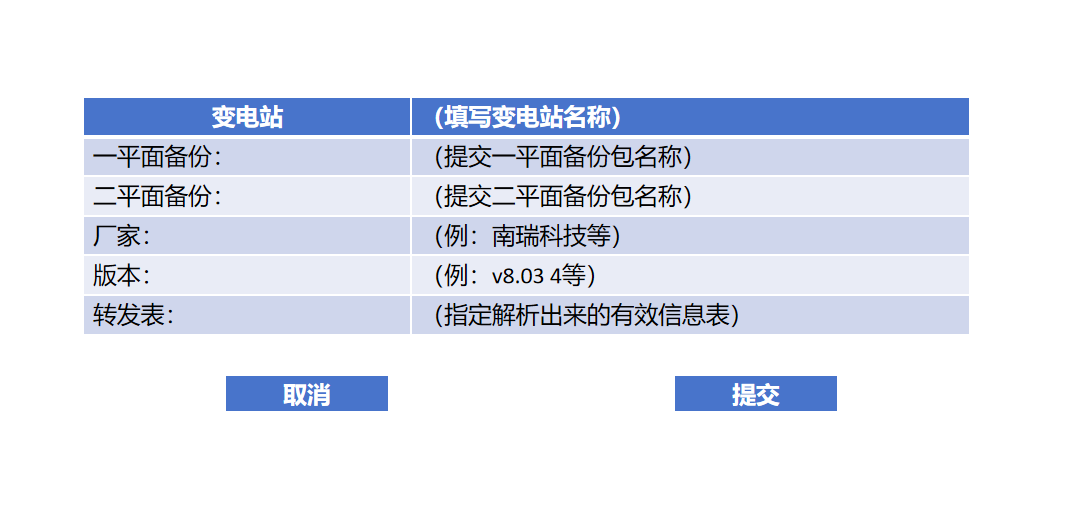 变电站 （填写变电站名称）
一平面备份： （提交一平面备份包名称）
二平面备份： （提交二平面备份包名称）
厂家： （例：南瑞科技等）
版本： （例：v8.03 4等）
转发表： （指定解析出来的有效信息表）
取消 提交